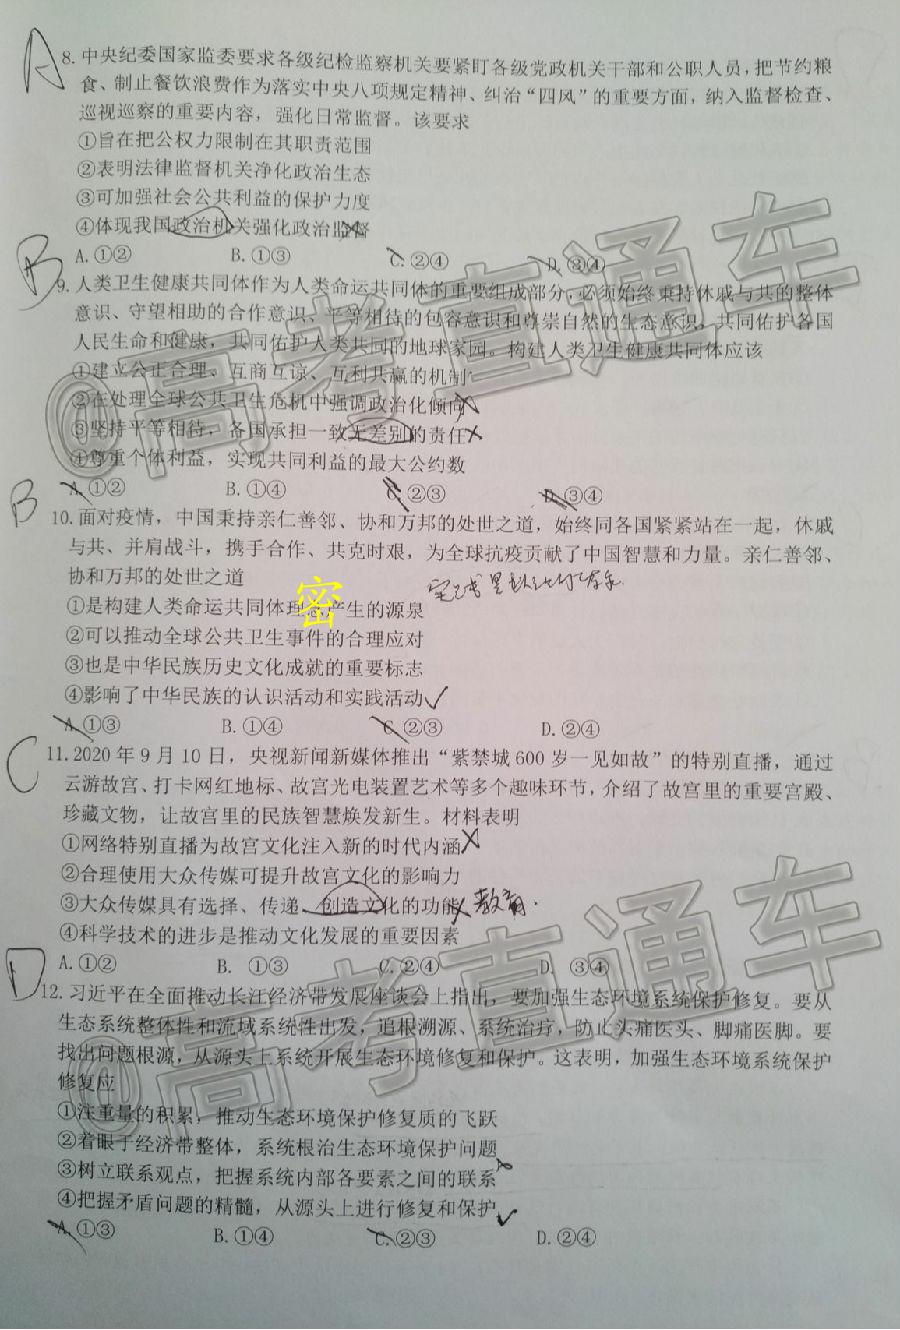 A
8. 中央纪委国家监委要求各级纪检监察机关要紧盯各级党政机关干部和公职人员，把节约粮
食、制止餐饮浪费作为落实中央八项规定精神、纠治“四风”的重要方面，纳入监督检查、
巡视巡察的重要内容，强化日常监督。该要求
①旨在把公权力限制在其职责范围
②表明法律监督机关净化政治生态
③可加强社会公共利益的保护力度
④体现我国政治机关强化政治监督
A. ①② B. ①③ C. ②④ D. ③④
B
9. 人类卫生健康共同体作为人类命运共同体的重要组成部分，必须始终秉持休戚与共的整体
意识、守望相助的合作意识、平等相待的包容意识和尊崇自然的生态意识，共同佑护各国
人民生命和健康，共同佑护人类共同的地球家园。构建人类卫生健康共同体应该
①建立公正合理、互商互谅、互利共赢的机制
②在处理全球公共卫生危机中强调政治化倾向
③坚持平等相待，各国承担一致无差别的责任
④尊重个体利益，实现共同利益的最大公约数
A. ①② B. ①④ C. ②③ D. ③④
B
10. 面对疫情，中国秉持亲仁善邻、协和万邦的处世之道，始终同各国紧紧站在一起，休戚
与共、并肩战斗，携手合作、共克时艰，为全球抗疫贡献了中国智慧和力量。亲仁善邻、
协和万邦的处世之道
①是构建人类命运共同体理念产生的源泉
密
②可以推动全球公共卫生事件的合理应对
③也是中华民族历史文化成就的重要标志
④影响了中华民族的认识活动和实践活动
A. ①③ B. ①④ C. ②③ D. ②④
C
11. 2020 年 9 月 10 日，央视新闻新媒体推出“紫禁城 600 岁一见如故”的特别直播，通过
云游故宫、打卡网红地标、故宫光电装置艺术等多个趣味环节，介绍了故宫里的重要宫殿、
珍藏文物，让故宫里的民族智慧焕发新生。材料表明
①网络特别直播为故宫文化注入新的时代内涵
②合理使用大众传媒可提升故宫文化的影响力
③大众传媒具有选择、传递、创造文化的功能 教育.
④科学技术的进步是推动文化发展的重要因素
A. ①② B. ①③ C. ②④ D. ③④
D
12. 习近平在全面推动长江经济带发展座谈会上指出，要加强生态环境系统保护修复。要从
生态系统整体性和流域系统性出发，追根溯源、系统治疗，防止头痛医头、脚痛医脚。要
找出问题根源，从源头上系统开展生态环境修复和保护。这表明，加强生态环境系统保护
修复应
①注重量的积累，推动生态环境保护修复质的飞跃
②着眼于经济带整体，系统根治生态环境保护问题
③树立联系观点，把握系统内部各要素之间的联系
④把握矛盾问题的精髓，从源头上进行修复和保护
A. ①③ B. ①④ C. ②③ D. ②④
@高考直通车
@高考直通车